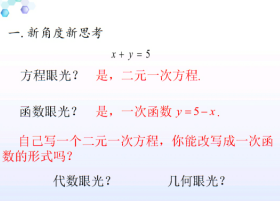 一.新角度新思考
x + y = 5
方程眼光？ 是，二元一次方程.
函数眼光？ 是，一次函数 y = 5 − x .
自己写一个二元一次方程，你能改写成一次函
数的形式吗？
代数眼光？ 几何眼光？